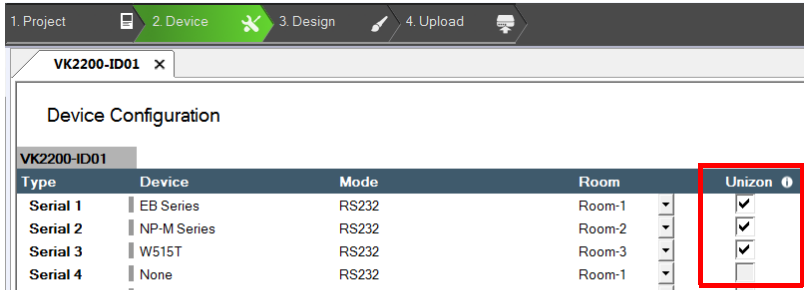 1. Project 2. Device 3. Design 4. Upload
VK2200-ID01 ×
Device Configuration
VK2200-ID01
Type Device Mode Room Unizon
Serial 1 EB Series RS232 Room-1
Serial 2 NP-M Series RS232 Room-2
Serial 3 W515T RS232 Room-3
Serial 4 None RS232 Room-1